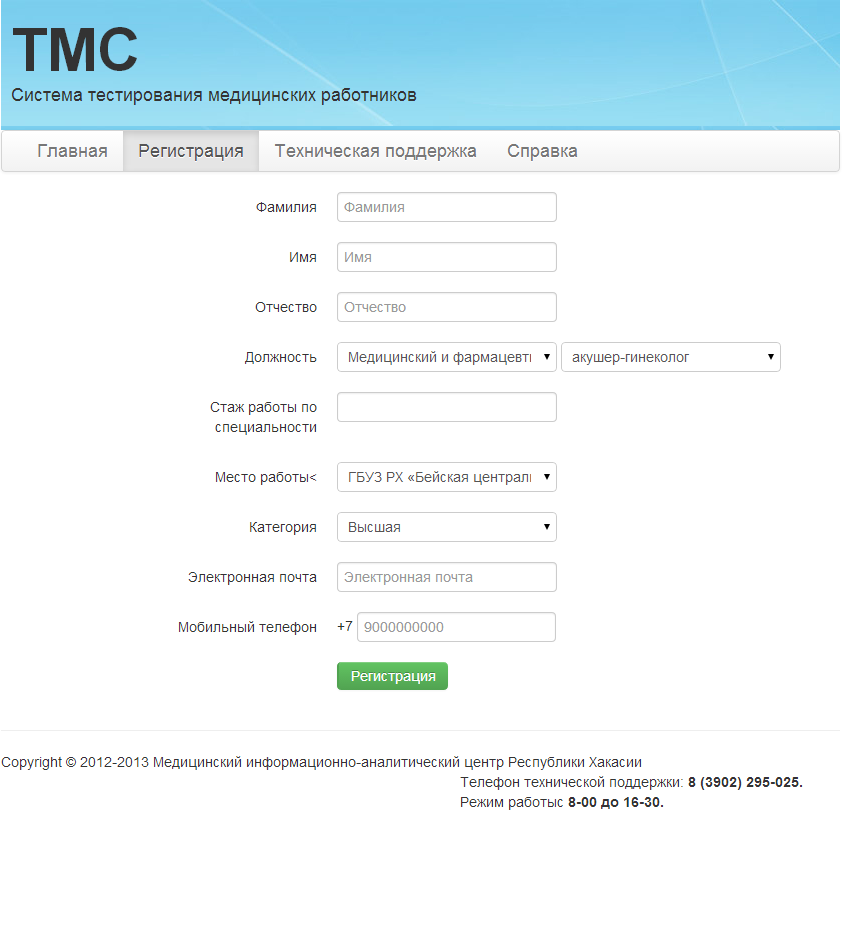 ТМС
Система тестирования медицинских работников
Главная Регистрация Техническая поддержка Справка
Фамилия Фамилия
Имя Имя
Отчество Отчество
Должность Медицинский и фармацевти акушер-гинеколог
Стаж работы по
специальности
Место работы< ГБУЗ РХ «Бейская централь
Категория Высшая
Электронная почта Электронная почта
Мобильный телефон +7 9000000000
Регистрация
Copyright © 2012-2013 Медицинский информационно-аналитический центр Республики Хакасии
Телефон технической поддержки: 8 (3902) 295-025.
Режим работыс 8-00 до 16-30.